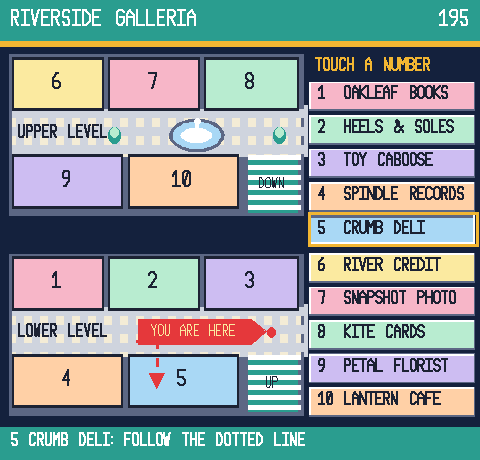 RIVERSIDE GALLERIA 195
TOUCH A NUMBER
6 7 8
UPPER LEVEL
9 10 DOWN
1 2 3
LOWER LEVEL YOU ARE HERE
4 5 UP
1 OAKLEAF BOOKS
2 HEELS & SOLES
3 TOY CABOOSE
4 SPINDLE RECORDS
5 CRUMB DELI
6 RIVER CREDIT
7 SNAPSHOT PHOTO
8 KITE CARDS
9 PETAL FLORIST
10 LANTERN CAFE
5 CRUMB DELI: FOLLOW THE DOTTED LINE